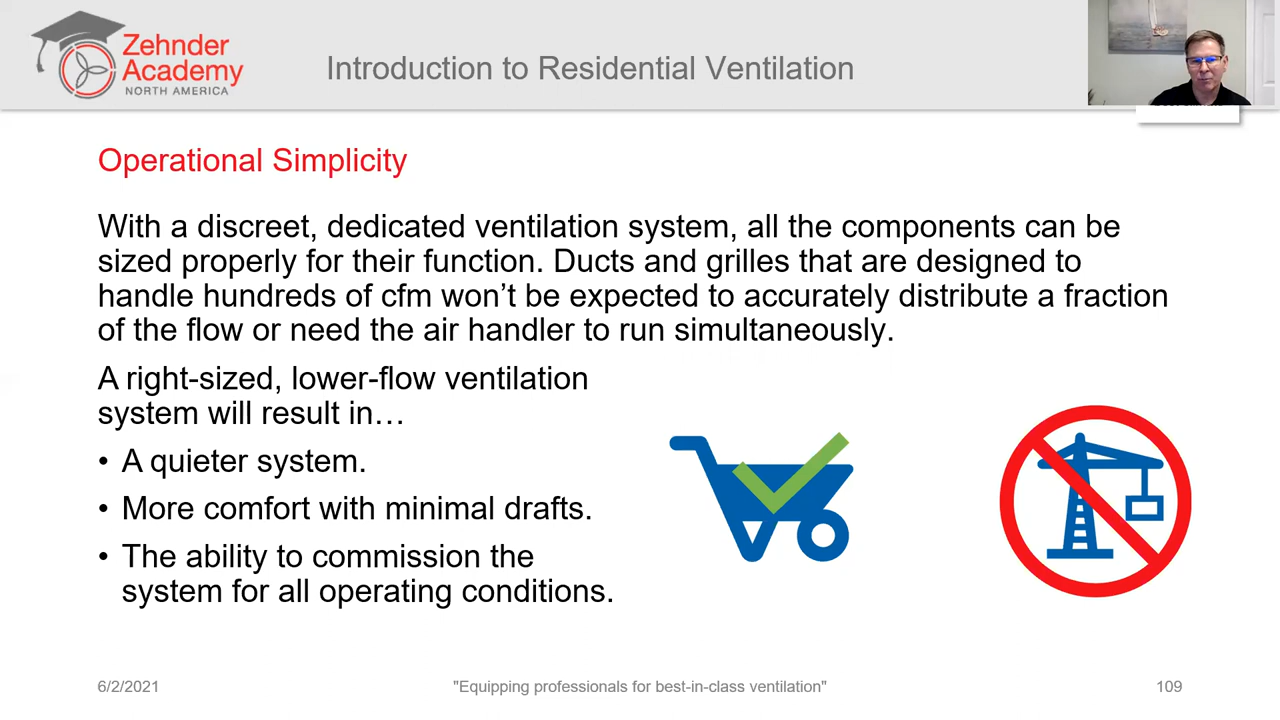 Zehnder
Academy
NORTH AMERICA
Introduction to Residential Ventilation
Operational Simplicity
With a discreet, dedicated ventilation system, all the components can be
sized properly for their function. Ducts and grilles that are designed to
handle hundreds of cfm won’t be expected to accurately distribute a fraction
of the flow or need the air handler to run simultaneously.
A right-sized, lower-flow ventilation
system will result in…
• A quieter system.
• More comfort with minimal drafts.
• The ability to commission the
system for all operating conditions.
6/2/2021
"Equipping professionals for best-in-class ventilation"
109